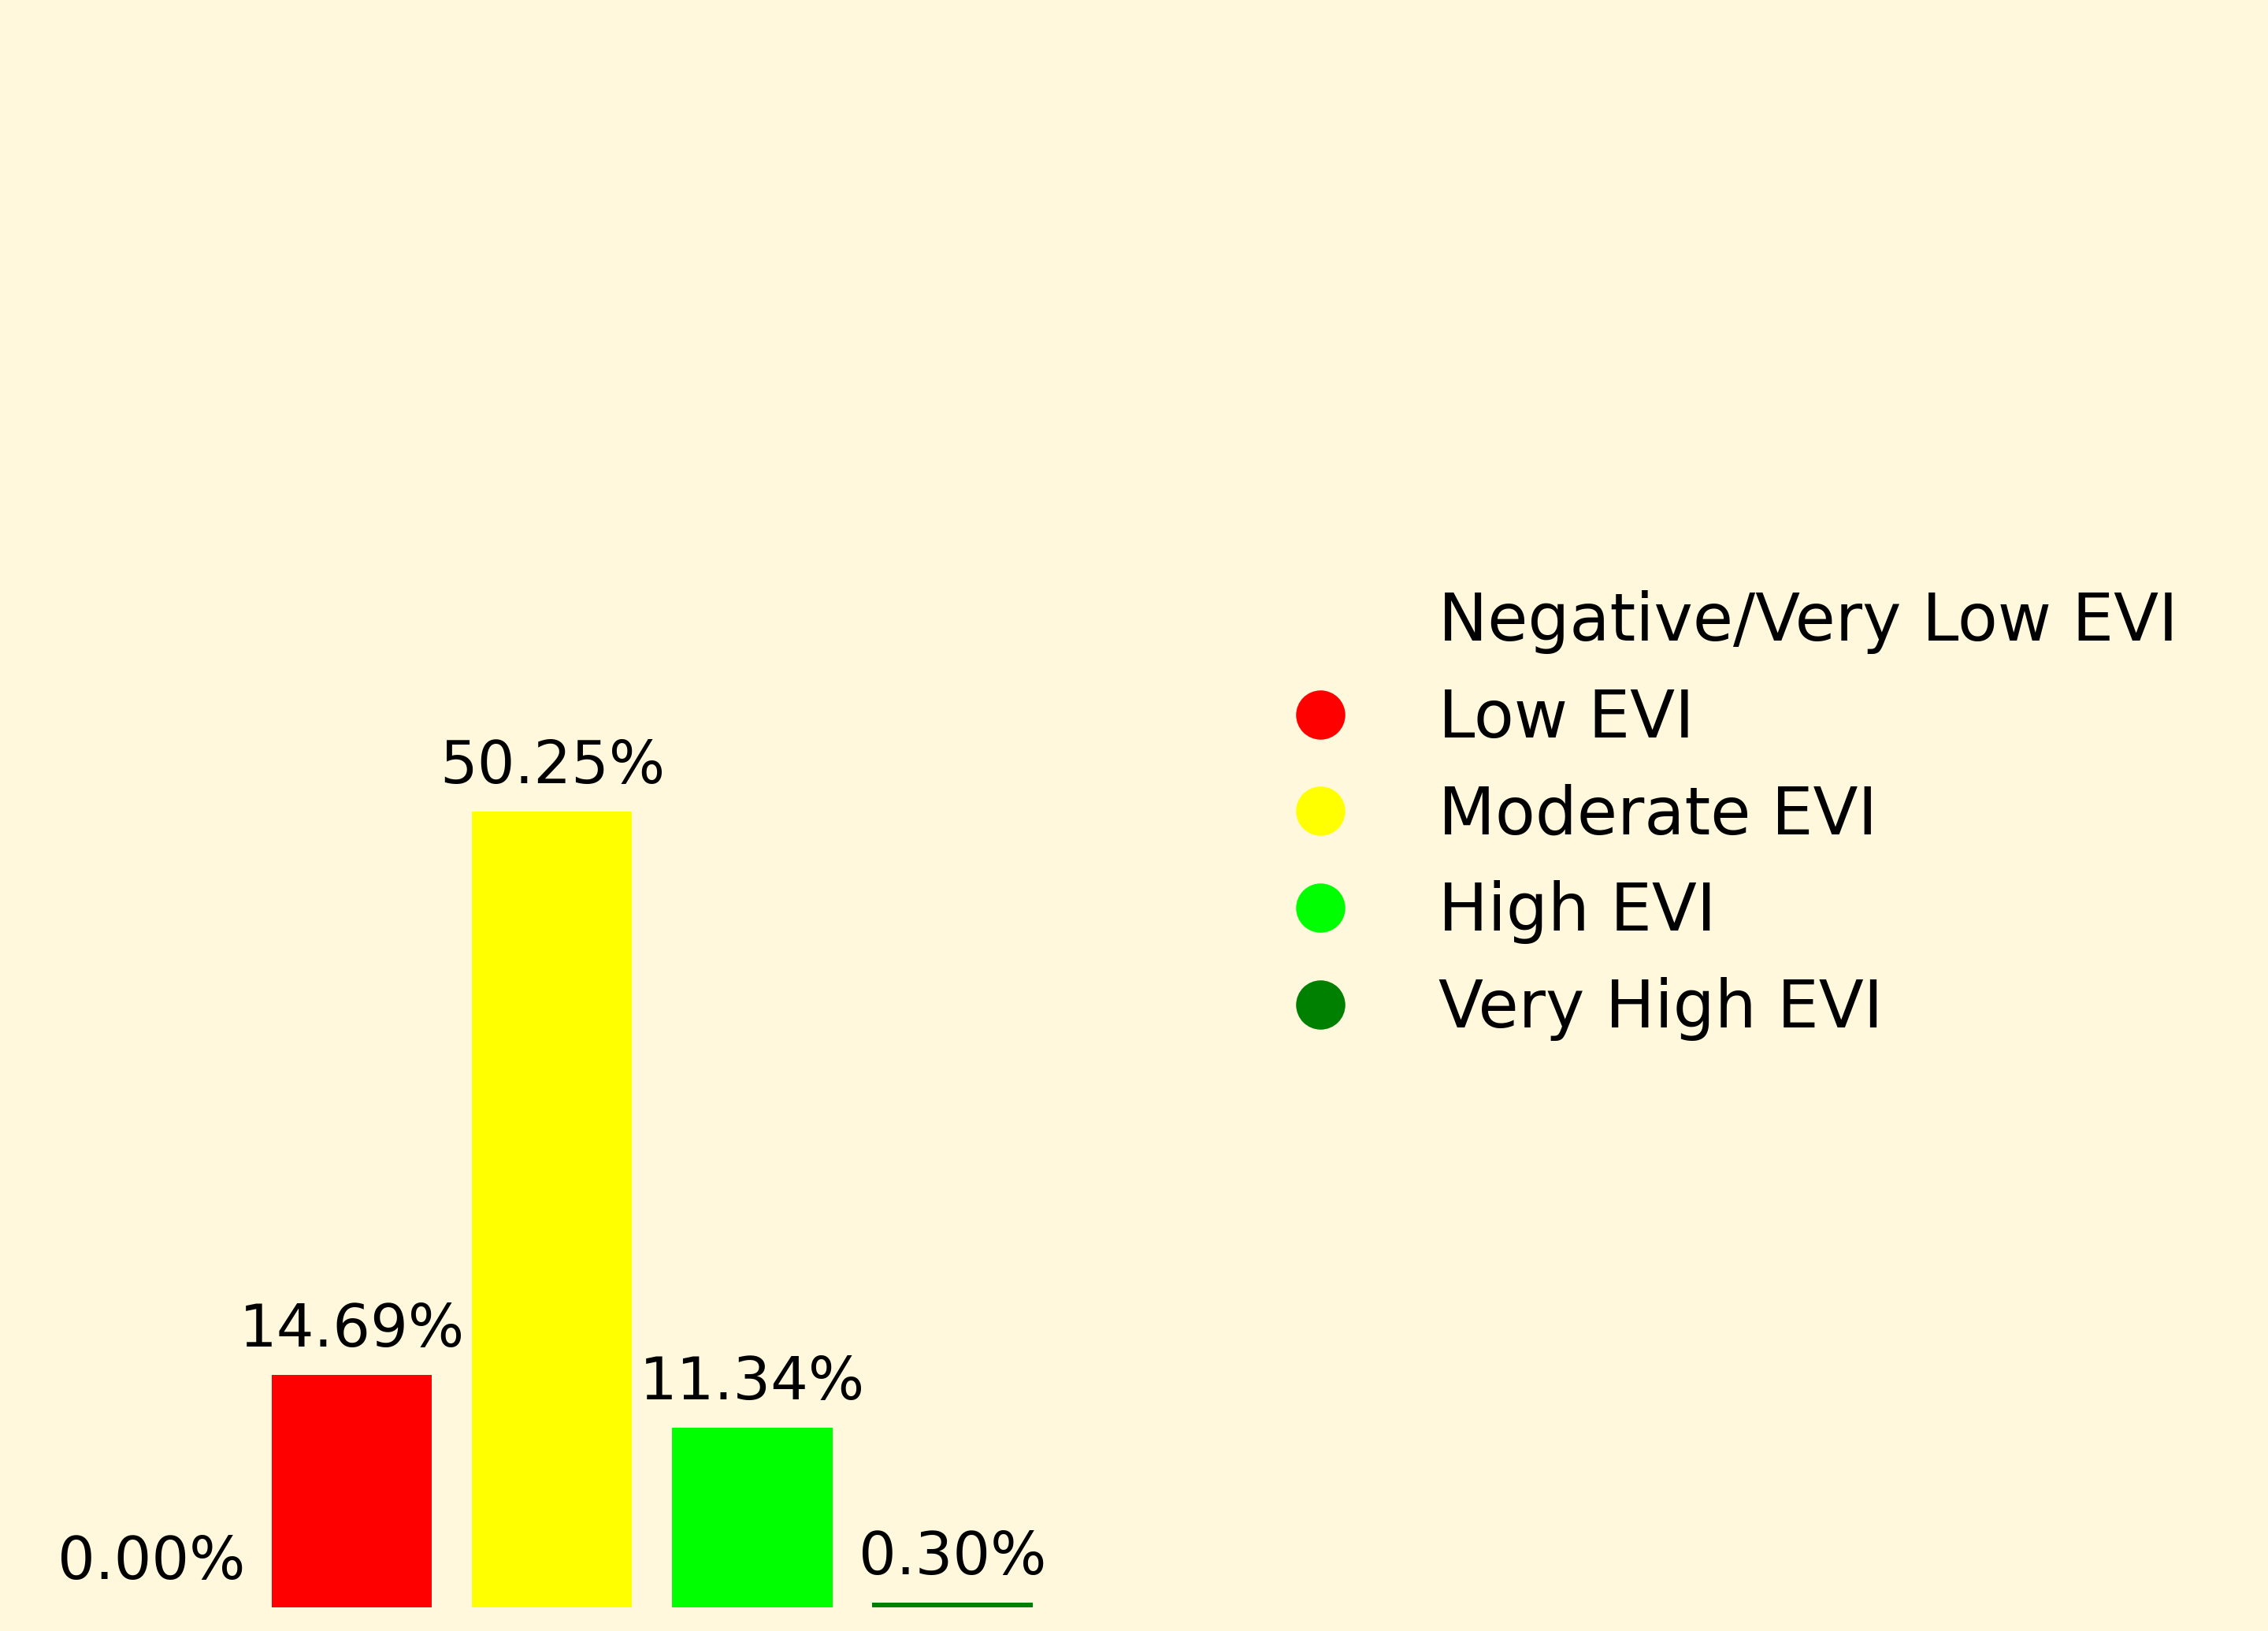 Negative/Very Low EVI
Low EVI
Moderate EVI
High EVI
Very High EVI
50.25%
14.69%
11.34%
0.00%
0.30%